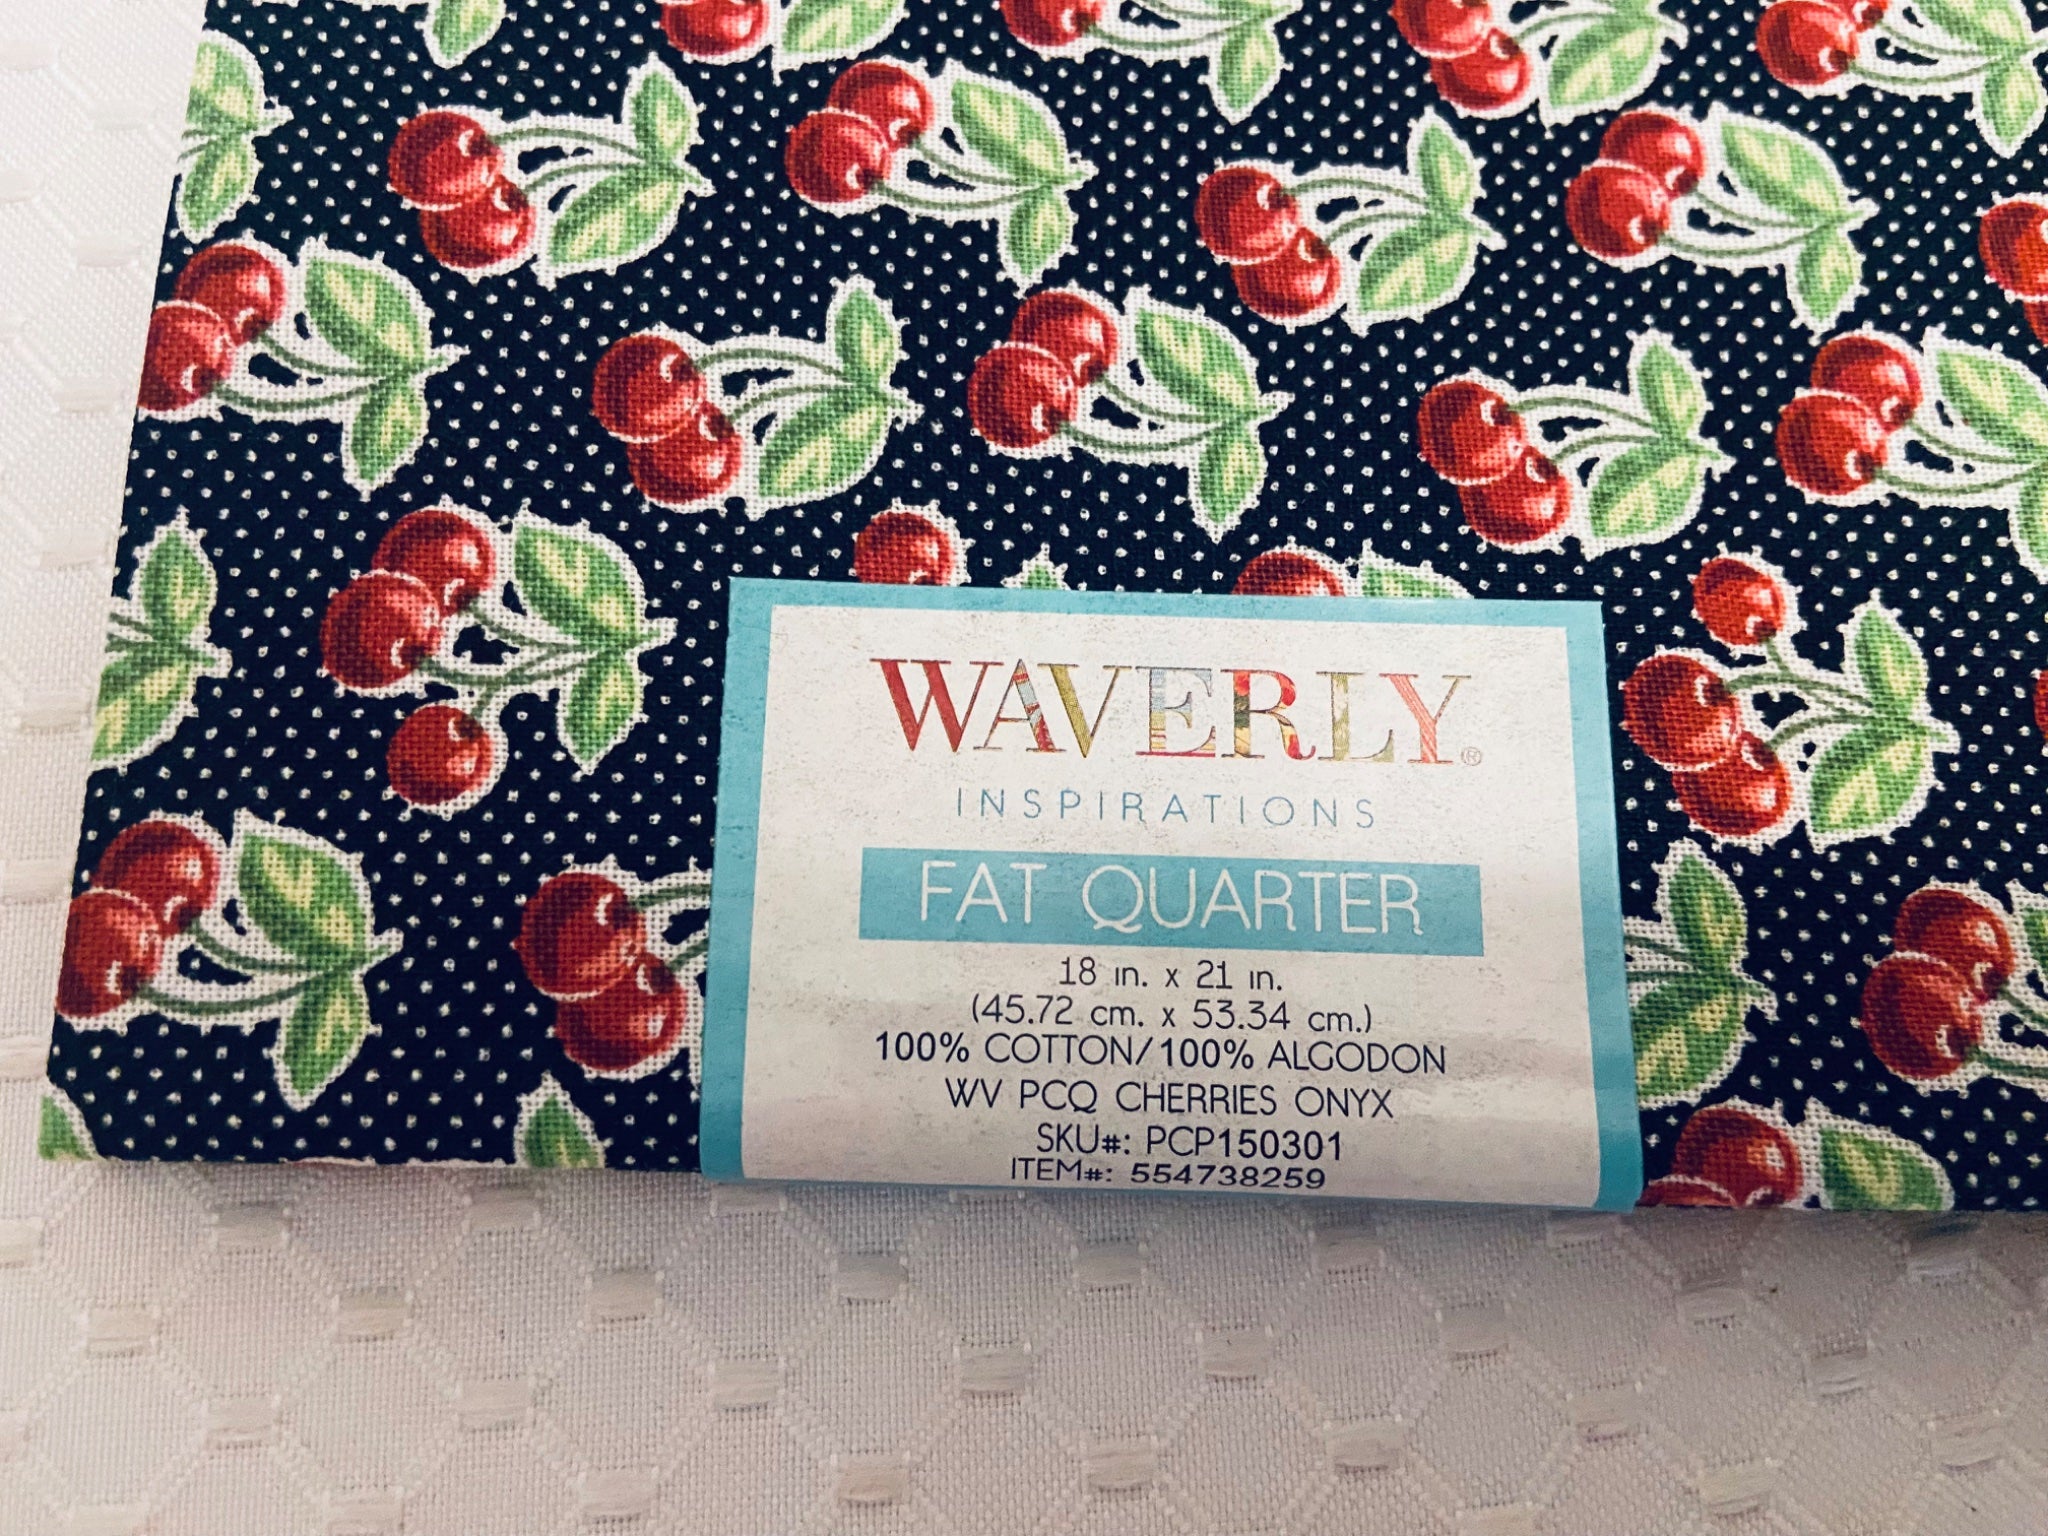 WAVERLY®
INSPIRATIONS
FAT QUARTER
18 in. x 21 in.
(45.72 cm. x 53.34 cm.)
100% COTTON/100% ALGODON
WV PCQ CHERRIES ONYX
SKU#: PCP150301
ITEM#: 554738259